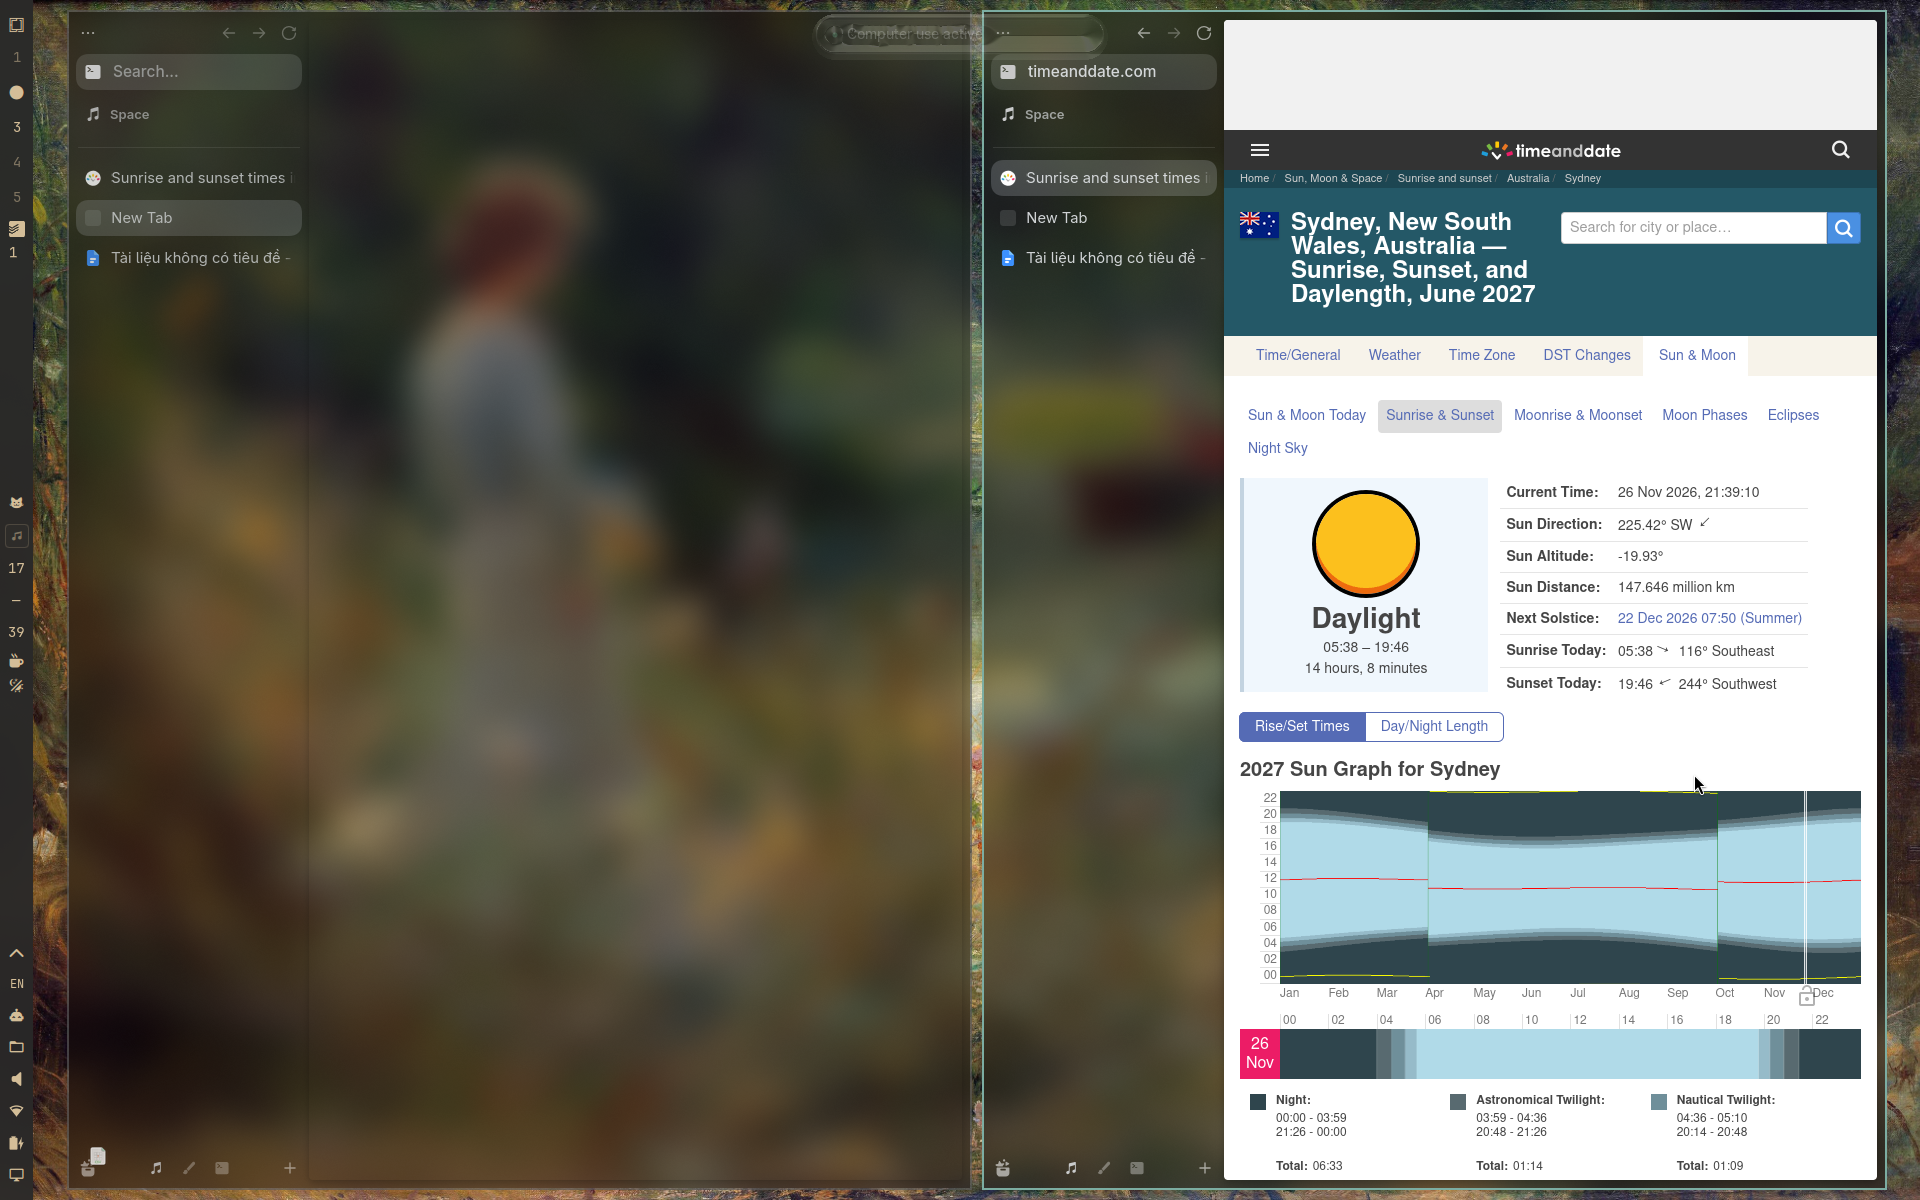 1
3
4
5
1
17
39
EN
Search...
Space
Sunrise and sunset times i
New Tab
Tài liệu không có tiêu đề -
Computer use active
timeanddate.com
Space
Sunrise and sunset times i
New Tab
Tài liệu không có tiêu đề -
timeanddate
Home / Sun, Moon & Space / Sunrise and sunset / Australia / Sydney
Sydney, New South
Wales, Australia —
Sunrise, Sunset, and
Daylength, June 2027
Search for city or place...
Time/General Weather Time Zone DST Changes Sun & Moon
Sun & Moon Today Sunrise & Sunset Moonrise & Moonset Moon Phases Eclipses
Night Sky
Daylight
05:38 – 19:46
14 hours, 8 minutes
Current Time: 26 Nov 2026, 21:39:10
Sun Direction: 225.42° SW ↙
Sun Altitude: -19.93°
Sun Distance: 147.646 million km
Next Solstice: 22 Dec 2026 07:50 (Summer)
Sunrise Today: 05:38 → 116° Southeast
Sunset Today: 19:46 ← 244° Southwest
Rise/Set Times Day/Night Length
2027 Sun Graph for Sydney
22
20
18
16
14
12
10
08
06
04
02
00
Jan Feb Mar Apr May Jun Jul Aug Sep Oct Nov Dec
00 02 04 06 08 10 12 14 16 18 20 22
26
Nov
Night:
00:00 - 03:59
21:26 - 00:00
Total: 06:33
Astronomical Twilight:
03:59 - 04:36
20:48 - 21:26
Total: 01:14
Nautical Twilight:
04:36 - 05:10
20:14 - 20:48
Total: 01:09